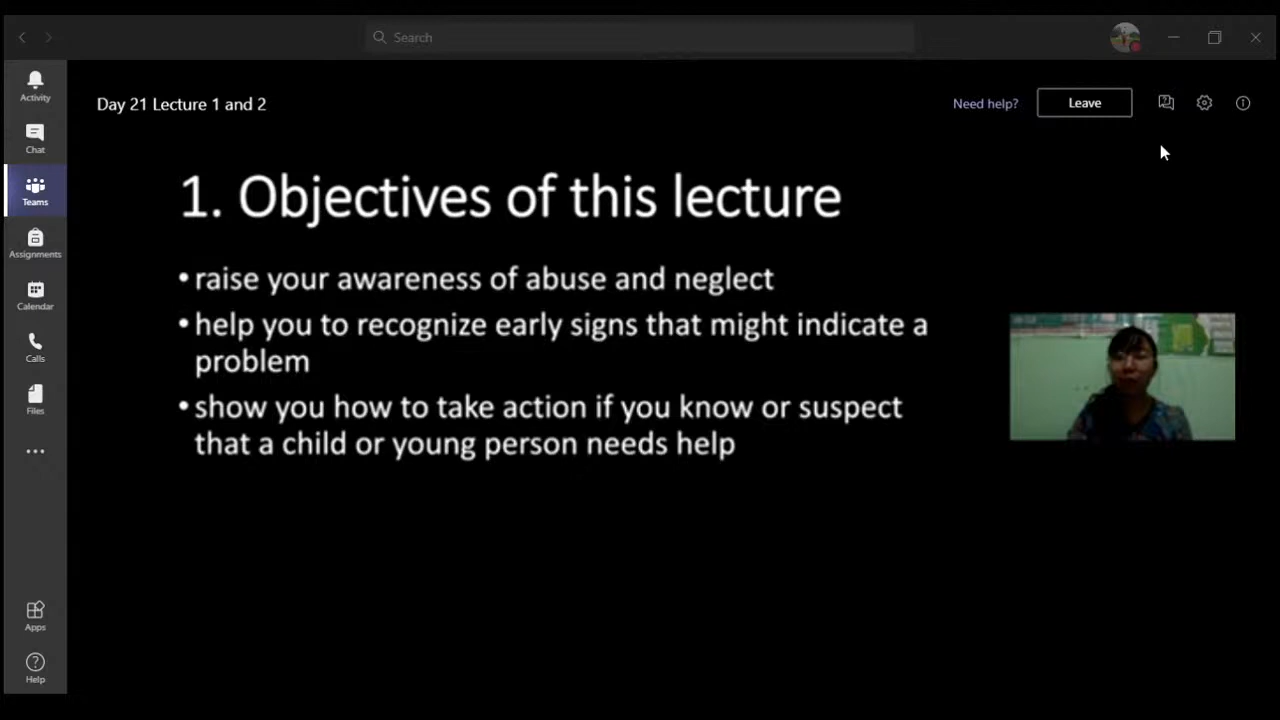 Search
Activity
Day 21 Lecture 1 and 2
Need help?
Leave
Chat
1. Objectives of this lecture
Teams
Assignments
• raise your awareness of abuse and neglect
Calendar
• help you to recognize early signs that might indicate a
problem
Calls
• show you how to take action if you know or suspect
that a child or young person needs help
Files
Apps
Help